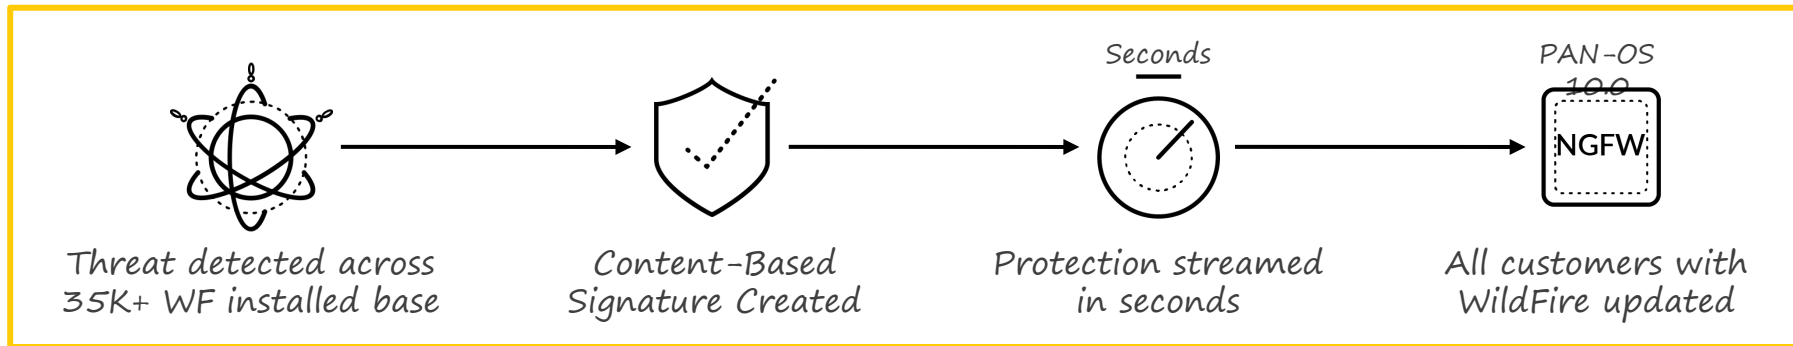 Seconds
PAN-OS
10.0
NGFW
Threat detected across
35K+ WF installed base
Content-Based
Signature Created
Protection streamed
in seconds
All customers with
WildFire updated